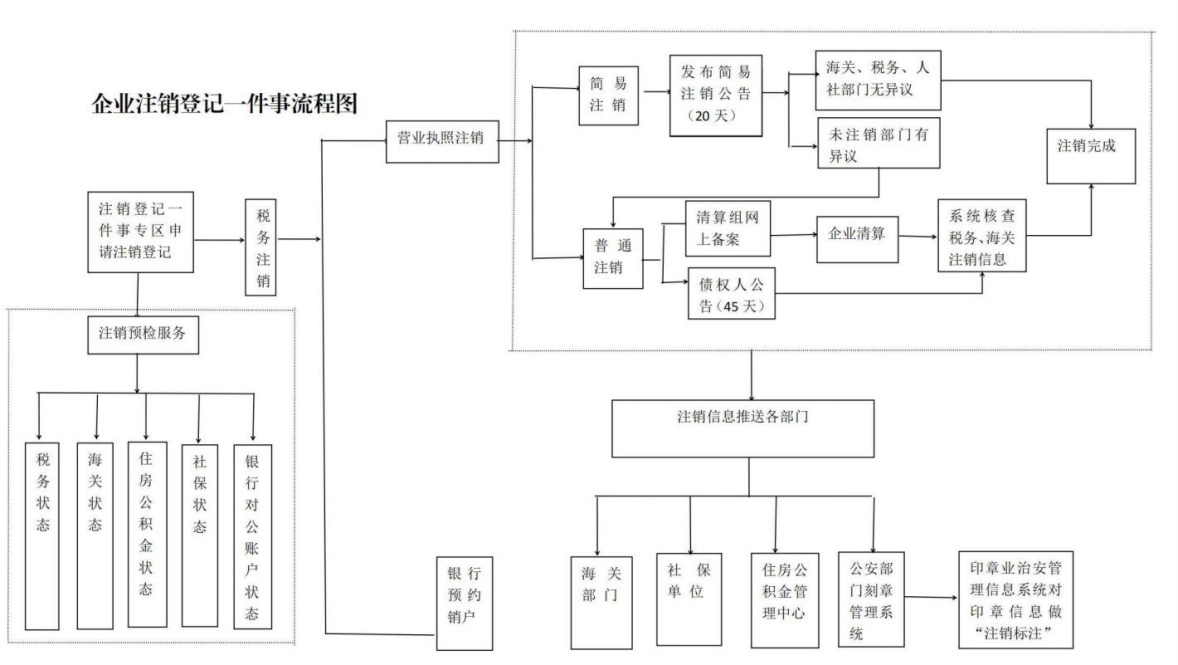 企业注销登记一件事流程图
注销登记一
件事专区申
请注销登记
税
务
注
销
注销预检服务
税
务
状
态
海
关
状
态
住
房
公
积
金
状
态
社
保
状
态
银
行
对
公
账
户
状
态
营业执照注销
银行
预约
销户
简易
注销
发布简易
注销公告
（20 天）
海关、税务、人
社部门无异议
未注销部门有
异议
注销完成
普通
注销
清算组网
上备案
企业清算
系统核查
税务、海关
注销信息
债权人公
告（45 天）
注销信息推送各部门
海关
部门
社保
单位
住房公
积金管
理中心
公安部
门刻章
管理系
统
印章业治安管
理信息系统对
印章信息做
“注销标注”